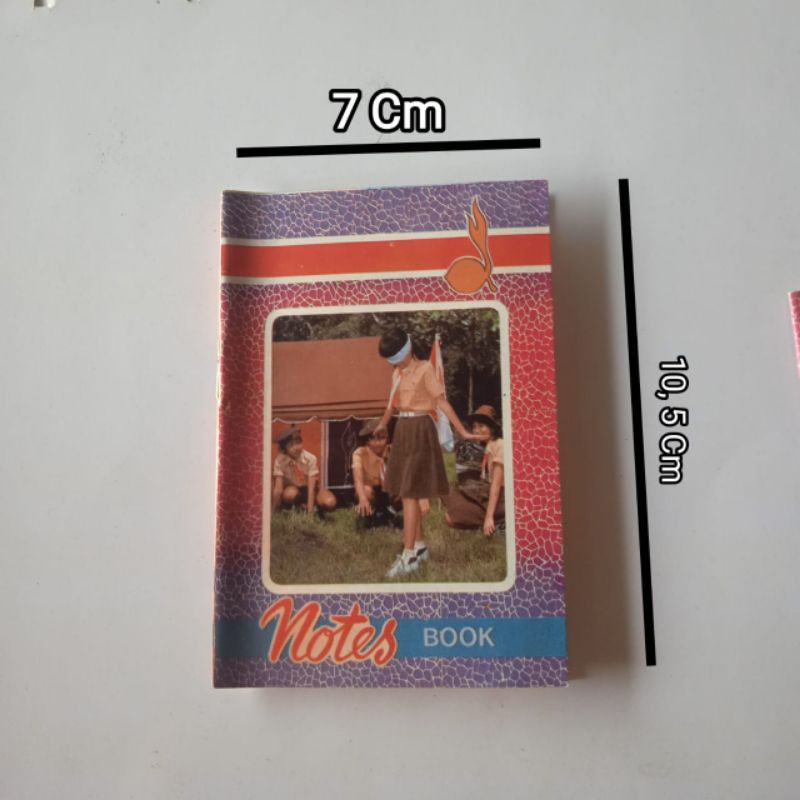 7 Cm
10, 5 Cm
Notes BOOK